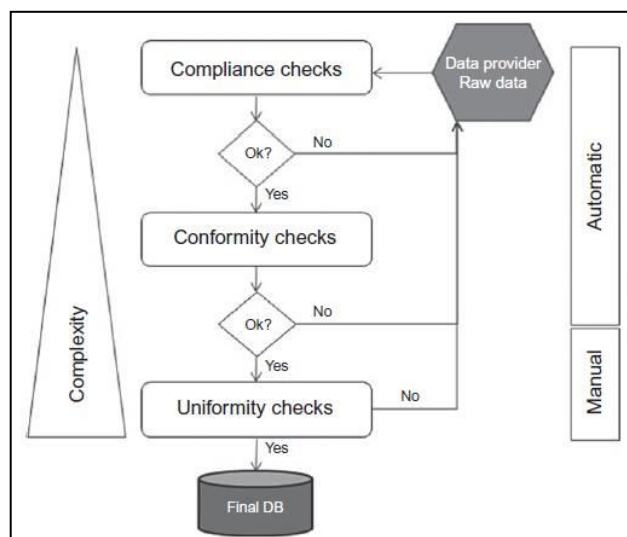 Compliance checks
Data provider
Raw data
Ok?
No
Yes
Conformity checks
Ok?
No
Yes
Uniformity checks
No
Yes
Final DB
Complexity
Automatic
Manual